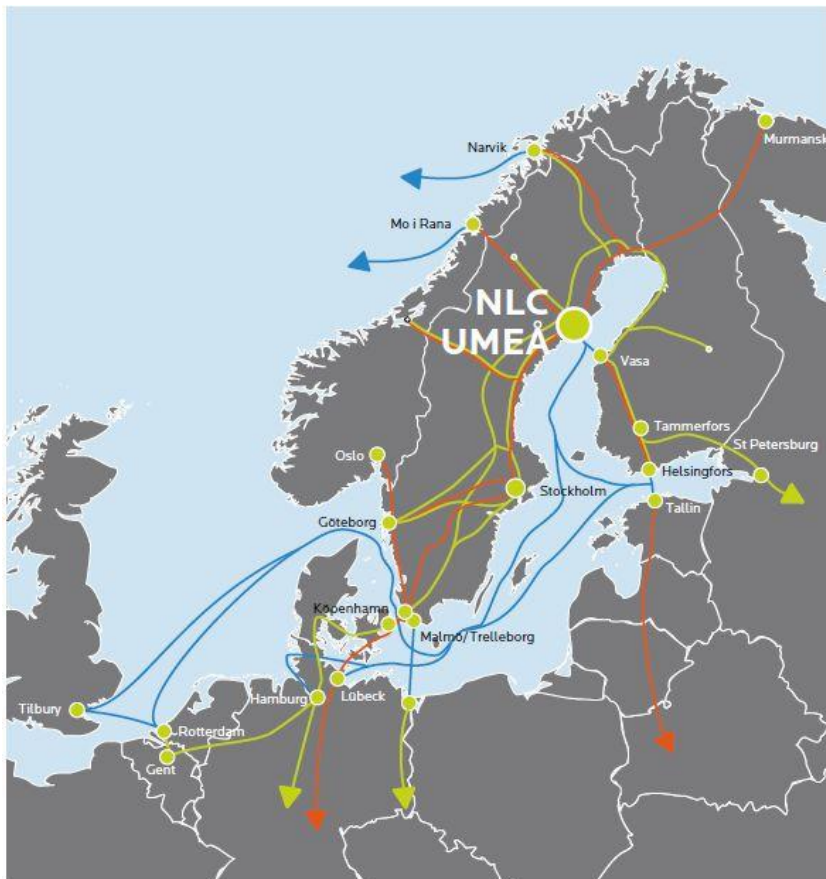 Murmansk
Narvik
Mo i Rana
NLC
UMEÅ
Vasa
Tammerfors
St Petersburg
Oslo
Helsingfors
Stockholm
Tallin
Göteborg
Köpenhamn
Malmö/Trelleborg
Lübeck
Hamburg
Tilbury
Rotterdam
Gent